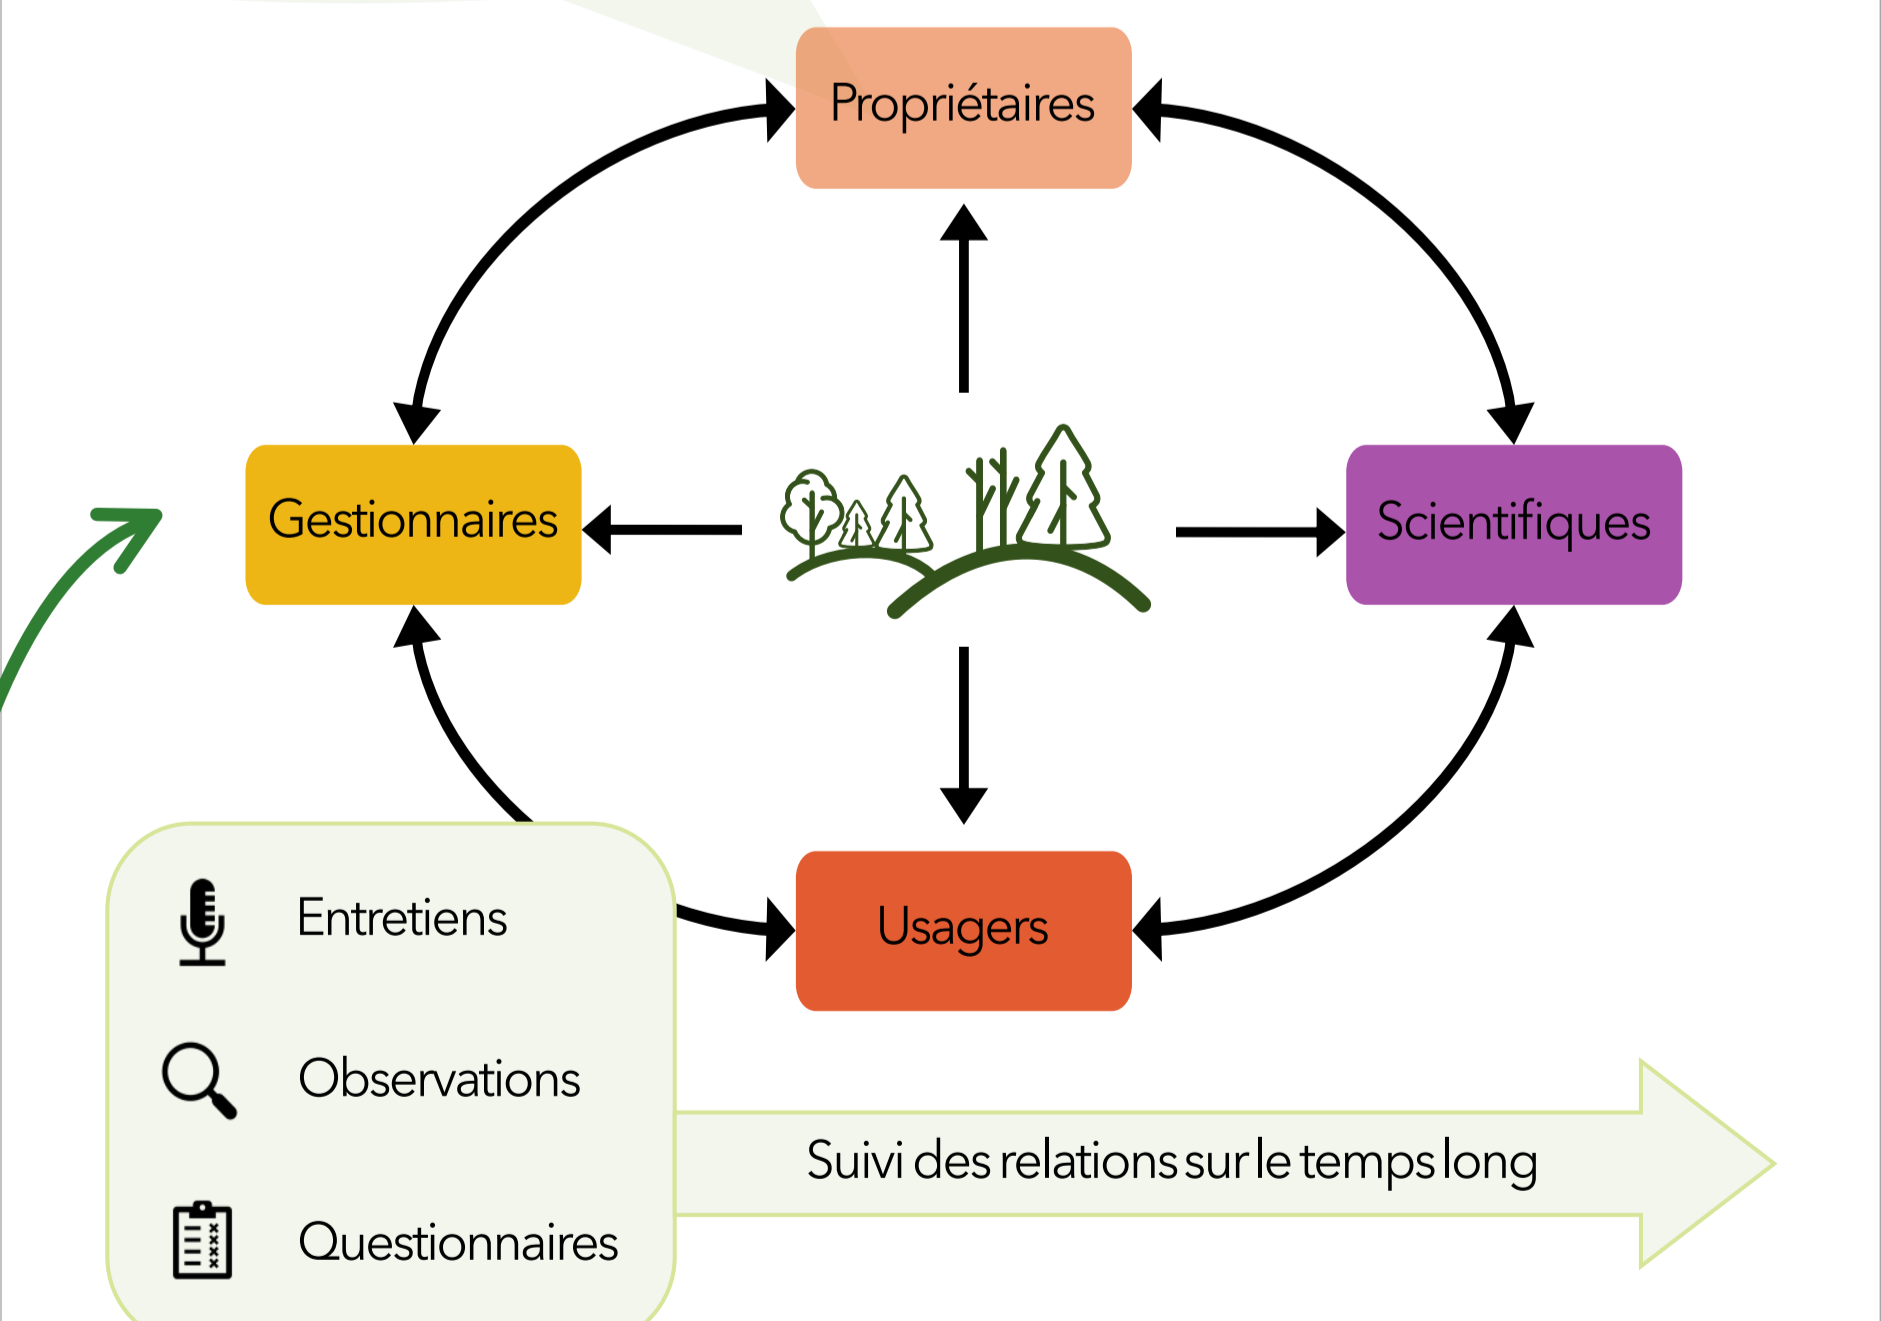 Propriétaires
Gestionnaires
Scientifiques
Usagers
Entretiens
Observations
Questionnaires
Suivi des relations sur le temps long